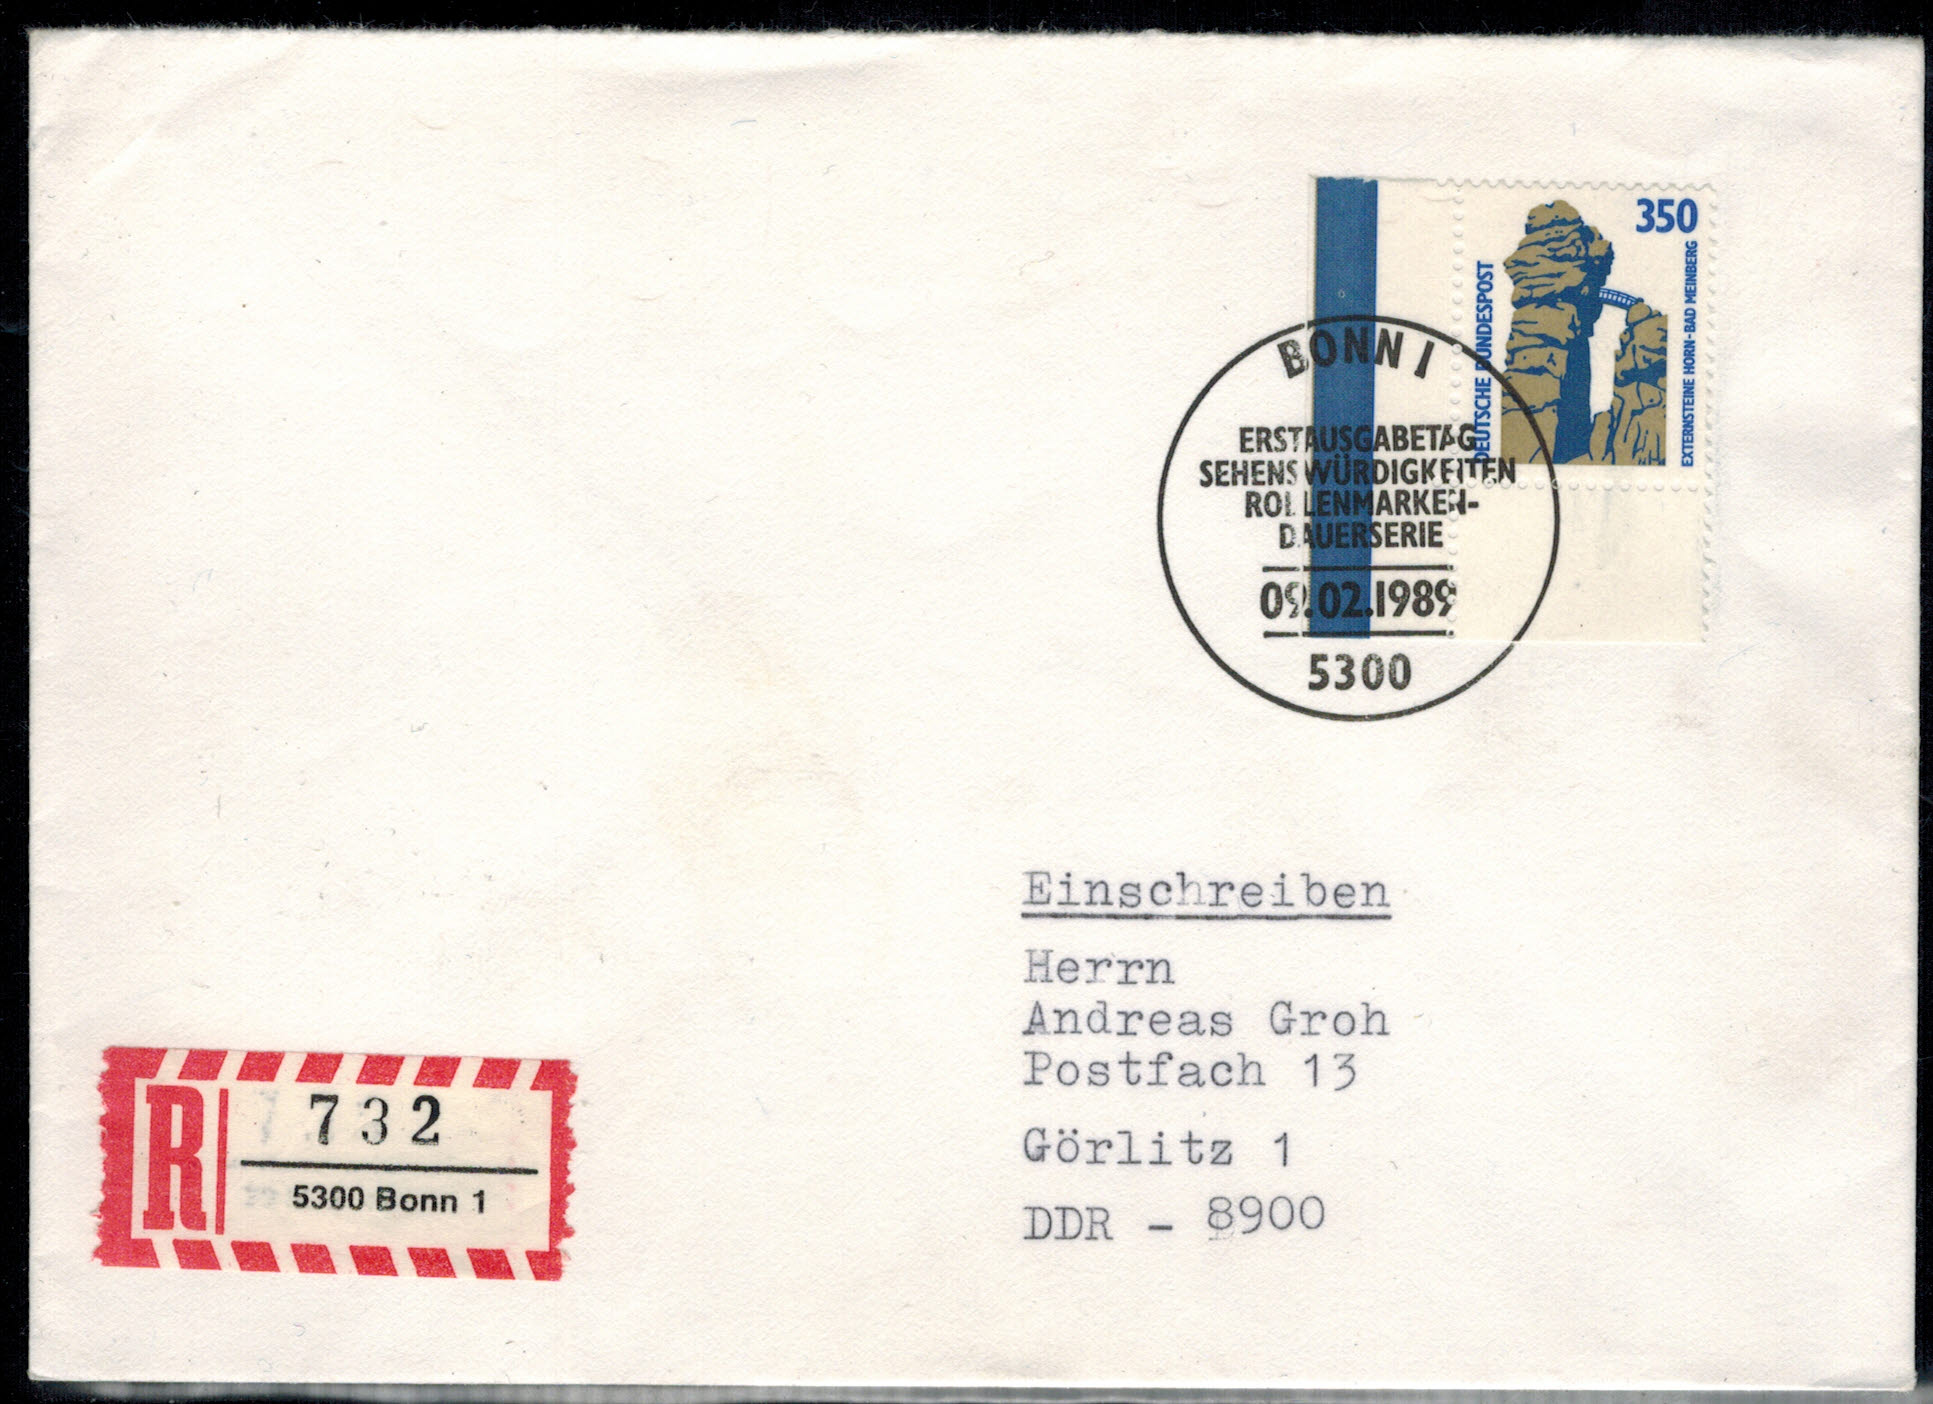 350
DEUTSCHE BUNDESPOST
EXTERNSTEINE HORN-BAD MEINBERG
BONN 1
ERSTAUSGABETAG
SEHENSWÜRDIGKEITEN
ROLLENMARKEN-
DAUERSERIE
09.02.1989
5300
Einschreiben
Herrn
Andreas Groh
Postfach 13
Görlitz 1
DDR - 8900
R
732
5300 Bonn 1